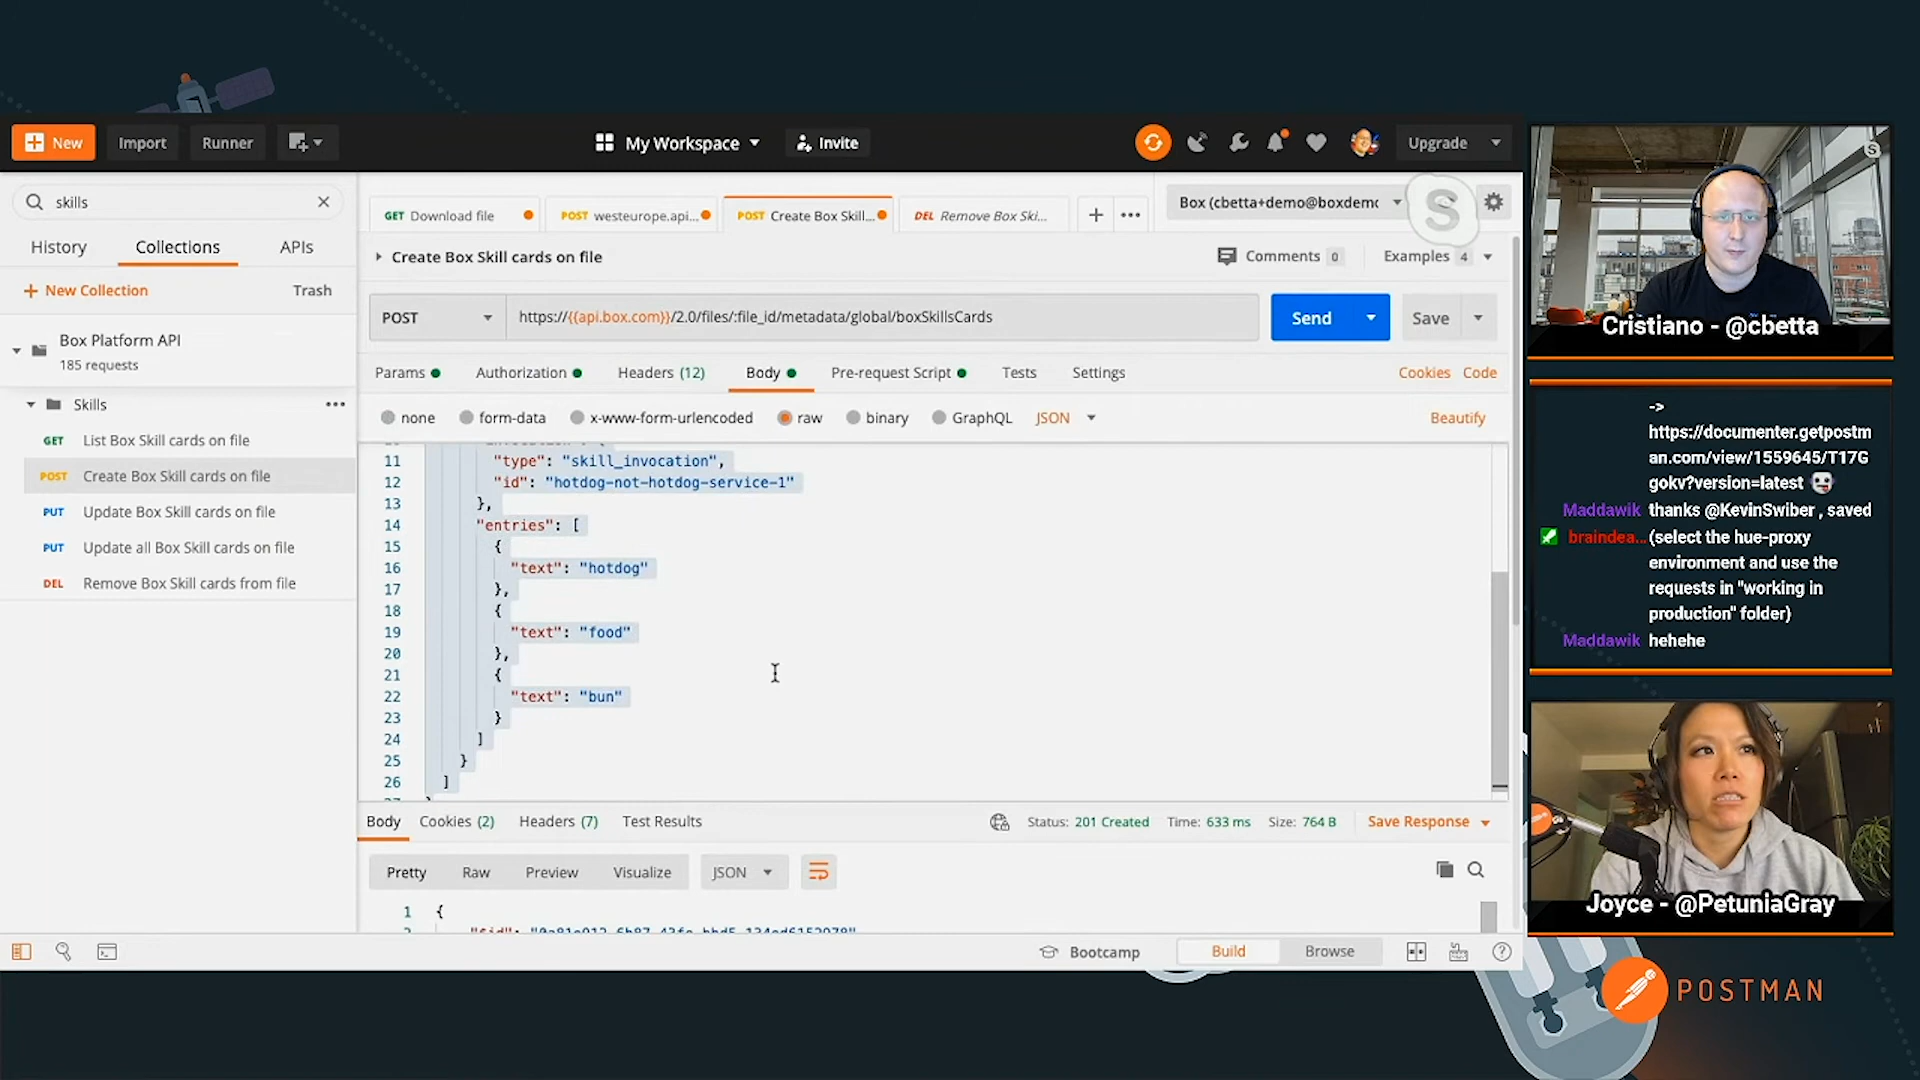 New
Import
Runner
My Workspace
Invite
Upgrade
skills
History
Collections
APIs
New Collection
Trash
Box Platform API
185 requests
Skills
GET List Box Skill cards on file
POST Create Box Skill cards on file
PUT Update Box Skill cards on file
PUT Update all Box Skill cards on file
DEL Remove Box Skill cards from file
GET Download file
POST westeurope.api...
POST Create Box Skill...
DEL Remove Box Ski...
Box (cbetta+demo@boxdemc
S
Create Box Skill cards on file
Comments 0
Examples 4
POST
https://{{api.box.com}}/2.0/files/:file_id/metadata/global/boxSkillsCards
Send
Save
Params
Authorization
Headers (12)
Body
Pre-request Script
Tests
Settings
Cookies
Code
none
form-data
x-www-form-urlencoded
raw
binary
GraphQL
JSON
Beautify
11 "type": "skill_invocation",
12 "id": "hotdog-not-hotdog-service-1"
13 },
14 "entries": [
15 {
16 "text": "hotdog"
17 },
18 {
19 "text": "food"
20 },
21 {
22 "text": "bun"
23 }
24 ]
25 }
26 ]
Body
Cookies (2)
Headers (7)
Test Results
Status: 201 Created
Time: 633 ms
Size: 764 B
Save Response
Pretty
Raw
Preview
Visualize
JSON
1 {
Bootcamp
Build
Browse
Cristiano - @cbetta
->
https://documenter.getpostm
an.com/view/1559645/T17G
gokv?version=latest
Maddawik thanks @KevinSwiber , saved
braindea... (select the hue-proxy
environment and use the
requests in "working in
production" folder)
Maddawik hehehe
Joyce - @PetuniaGray
POSTMAN